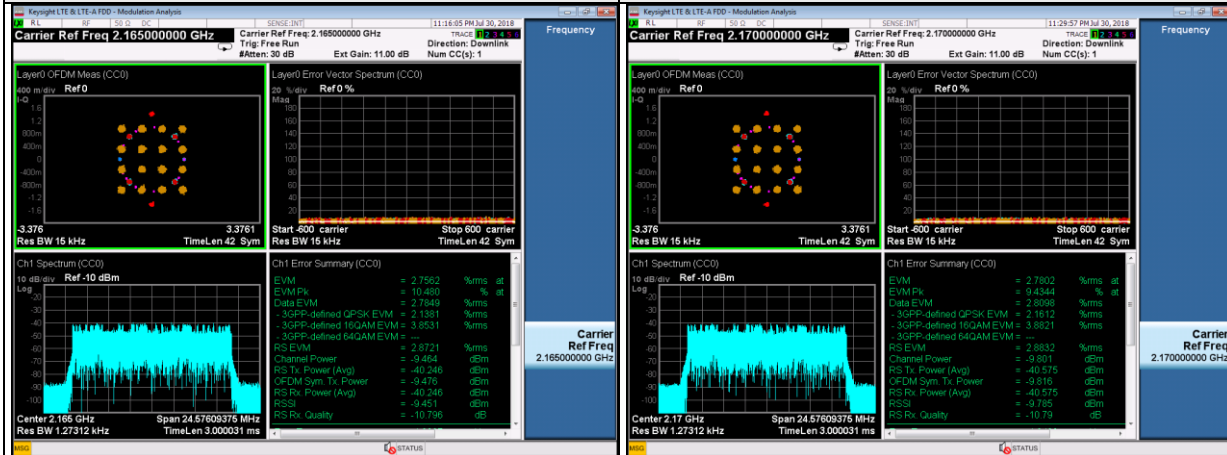 Keysight LTE & LTE-A FDD - Modulation Analysis
RL RF 50 Ω DC SENSE:INT 11:16:05 PM Jul 30, 2018
Carrier Ref Freq 2.165000000 GHz
Carrier Ref Freq: 2.165000000 GHz
Trig: Free Run
#Atten: 30 dB Ext Gain: 11.00 dB
TRACE 1 2 3 4 5 6
Direction: Downlink
Num CC(s): 1
Frequency
Layer0 OFDM Meas (CC0)
400 m/div Ref 0
I-Q
1.6
1.2
800m
400m
0
-400m
-800m
-1.2
-1.6
-3.376 3.3761
Res BW 15 kHz TimeLen 42 Sym
Layer0 Error Vector Spectrum (CC0)
20 %/div Ref 0 %
Mag
180
160
140
120
100
80
60
40
20
Start -600 carrier Stop 600 carrier
Res BW 15 kHz TimeLen 42 Sym
Ch1 Spectrum (CC0)
10 dB/div Ref -10 dBm
Log
-20
-30
-40
-50
-60
-70
-80
-90
-100
Center 2.165 GHz Span 24.57609375 MHz
Res BW 1.27312 kHz TimeLen 3.000031 ms
Ch1 Error Summary (CC0)
EVM = 2.7562 %rms at
EVM Pk = 10.480 % at
Data EVM = 2.7849 %rms
- 3GPP-defined QPSK EVM = 2.1381 %rms
- 3GPP-defined 16QAM EVM = 3.8531 %rms
- 3GPP-defined 64QAM EVM = ---
RS EVM = 2.8721 %rms
Channel Power = -9.464 dBm
RS Tx. Power (Avg) = -40.246 dBm
OFDM Sym. Tx. Power = -9.476 dBm
RS Rx. Power (Avg) = -40.246 dBm
RSSI = -9.451 dBm
RS Rx. Quality = -10.796 dB
Carrier
Ref Freq
2.165000000 GHz
MSG STATUS
Keysight LTE & LTE-A FDD - Modulation Analysis
RL RF 50 Ω DC SENSE:INT 11:29:57 PM Jul 30, 2018
Carrier Ref Freq 2.170000000 GHz
Carrier Ref Freq: 2.170000000 GHz
Trig: Free Run
#Atten: 30 dB Ext Gain: 11.00 dB
TRACE 1 2 3 4 5 6
Direction: Downlink
Num CC(s): 1
Frequency
Layer0 OFDM Meas (CC0)
400 m/div Ref 0
I-Q
1.6
1.2
800m
400m
0
-400m
-800m
-1.2
-1.6
-3.376 3.3761
Res BW 15 kHz TimeLen 42 Sym
Layer0 Error Vector Spectrum (CC0)
20 %/div Ref 0 %
Mag
180
160
140
120
100
80
60
40
20
Start -600 carrier Stop 600 carrier
Res BW 15 kHz TimeLen 42 Sym
Ch1 Spectrum (CC0)
10 dB/div Ref -10 dBm
Log
-20
-30
-40
-50
-60
-70
-80
-90
-100
Center 2.17 GHz Span 24.57609375 MHz
Res BW 1.27312 kHz TimeLen 3.000031 ms
Ch1 Error Summary (CC0)
EVM = 2.7802 %rms at
EVM Pk = 9.4344 % at
Data EVM = 2.8098 %rms
- 3GPP-defined QPSK EVM = 2.1612 %rms
- 3GPP-defined 16QAM EVM = 3.8821 %rms
- 3GPP-defined 64QAM EVM = ---
RS EVM = 2.8832 %rms
Channel Power = -9.801 dBm
RS Tx. Power (Avg) = -40.575 dBm
OFDM Sym. Tx. Power = -9.816 dBm
RS Rx. Power (Avg) = -40.575 dBm
RSSI = -9.785 dBm
RS Rx. Quality = -10.79 dB
Carrier
Ref Freq
2.170000000 GHz
MSG STATUS